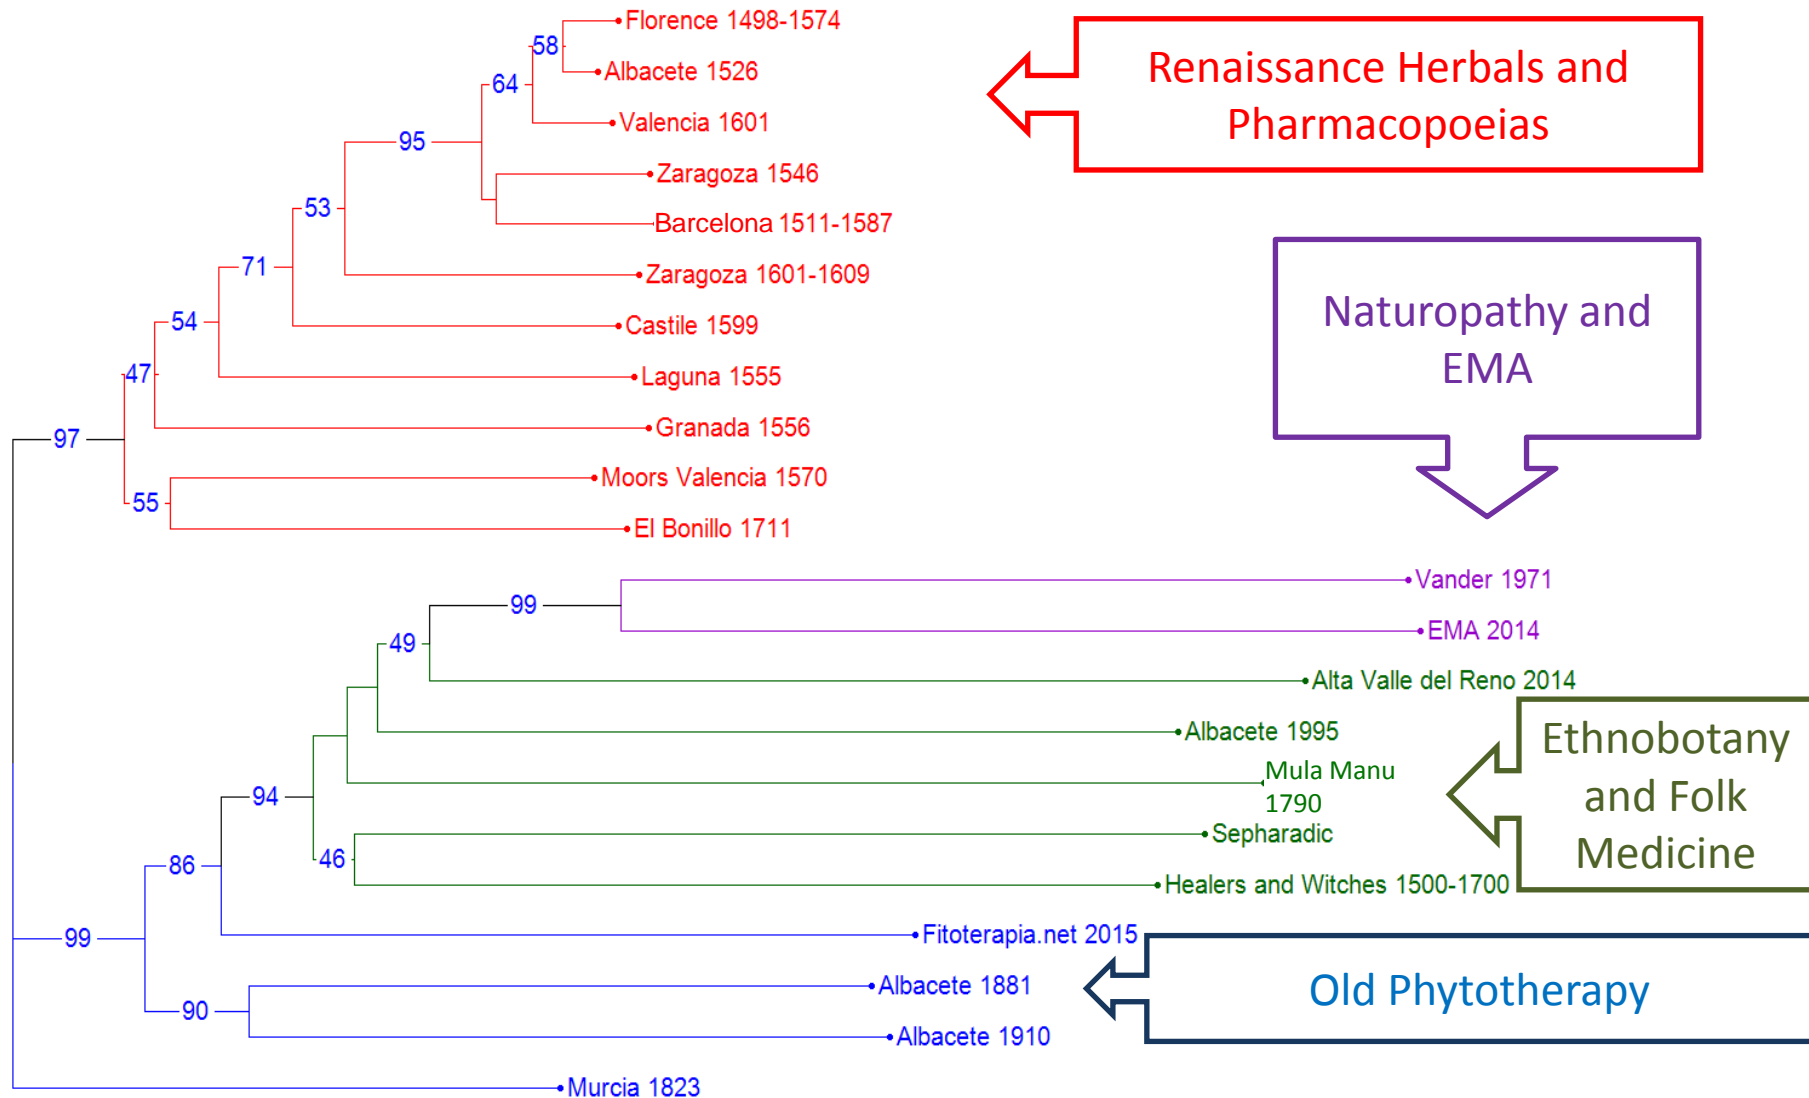 Florence 1498-1574
58
Albacete 1526
64
Valencia 1601
95
Zaragoza 1546
53
Barcelona 1511-1587
71
Zaragoza 1601-1609
54
Castile 1599
47
Laguna 1555
Granada 1556
97
Moors Valencia 1570
55
El Bonillo 1711
Renaissance Herbals and
Pharmacopoeias
Naturopathy and
EMA
Vander 1971
99
EMA 2014
49
Alta Valle del Reno 2014
Albacete 1995
Mula Manu
1790
94
Sepharadic
46
Healers and Witches 1500-1700
86
Ethnobotany
and Folk
Medicine
Fitoterapia.net 2015
99
Albacete 1881
90
Albacete 1910
Old Phytotherapy
Murcia 1823